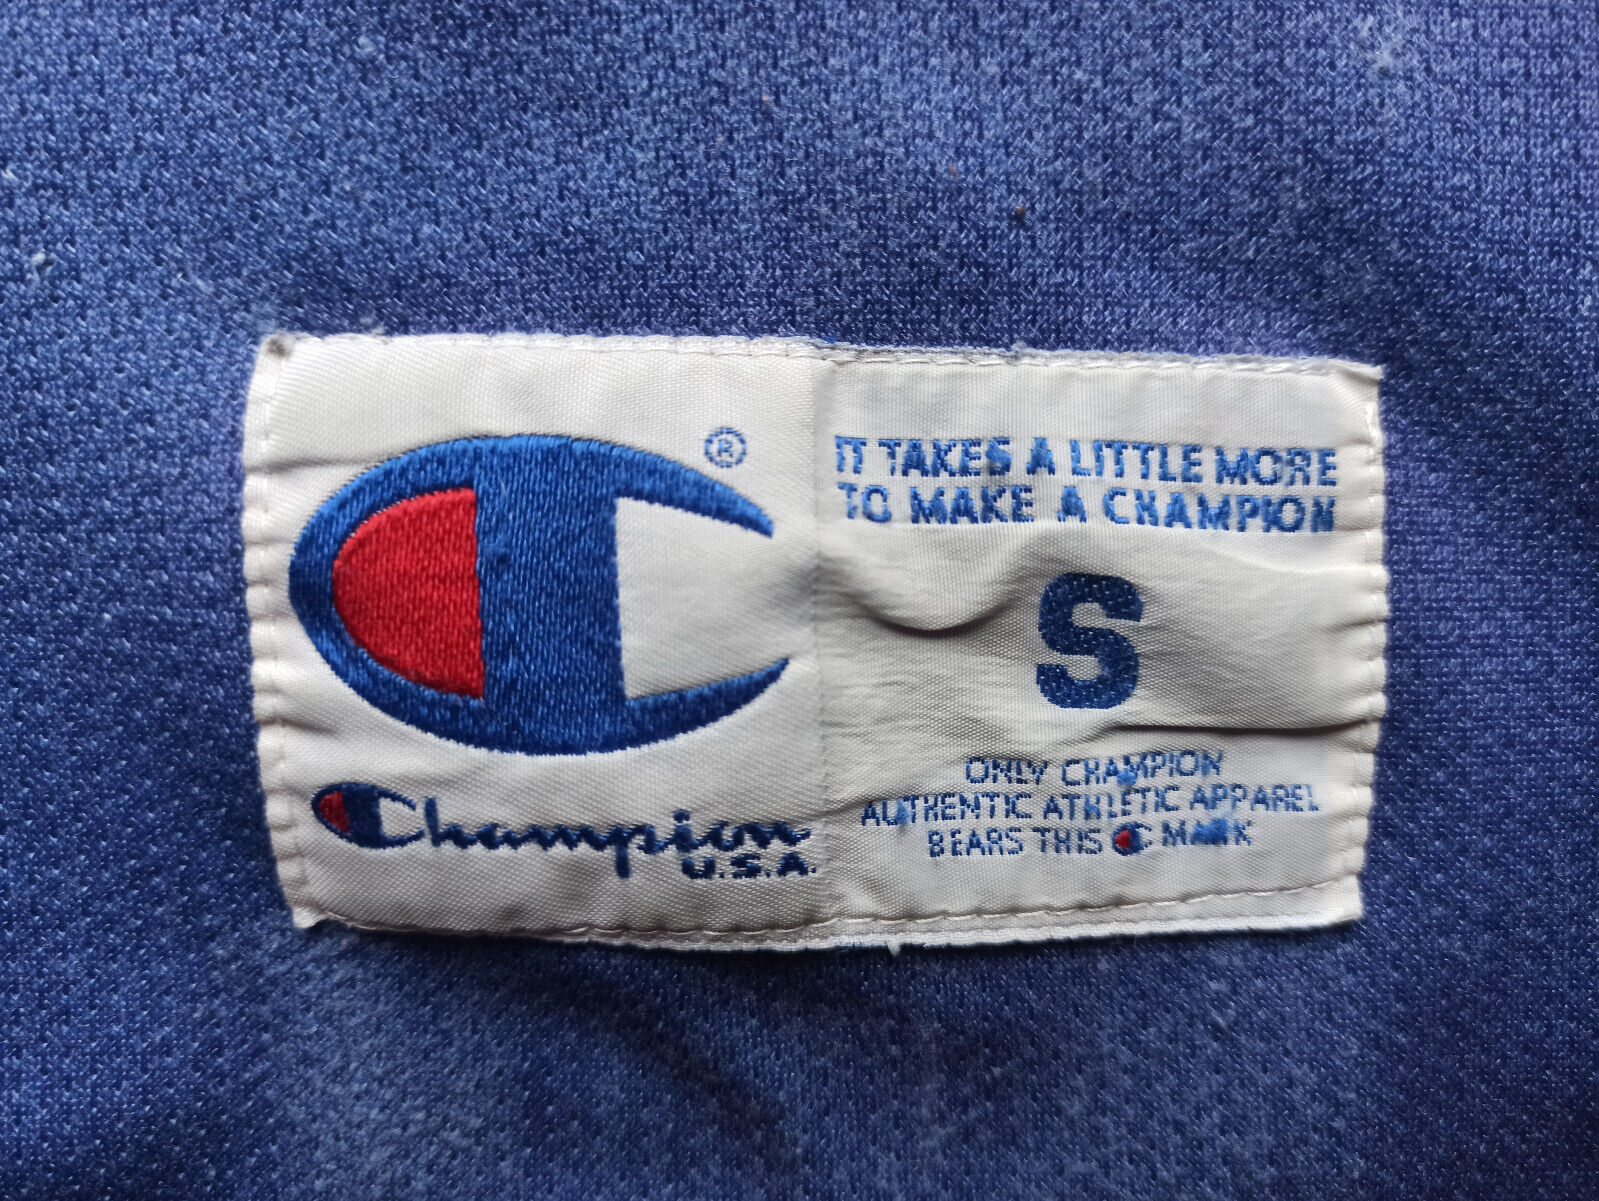 ®
Champion
U.S.A.
IT TAKES A LITTLE MORE
TO MAKE A CHAMPION
S
ONLY CHAMPION
AUTHENTIC ATHLETIC APPAREL
BEARS THIS C MARK